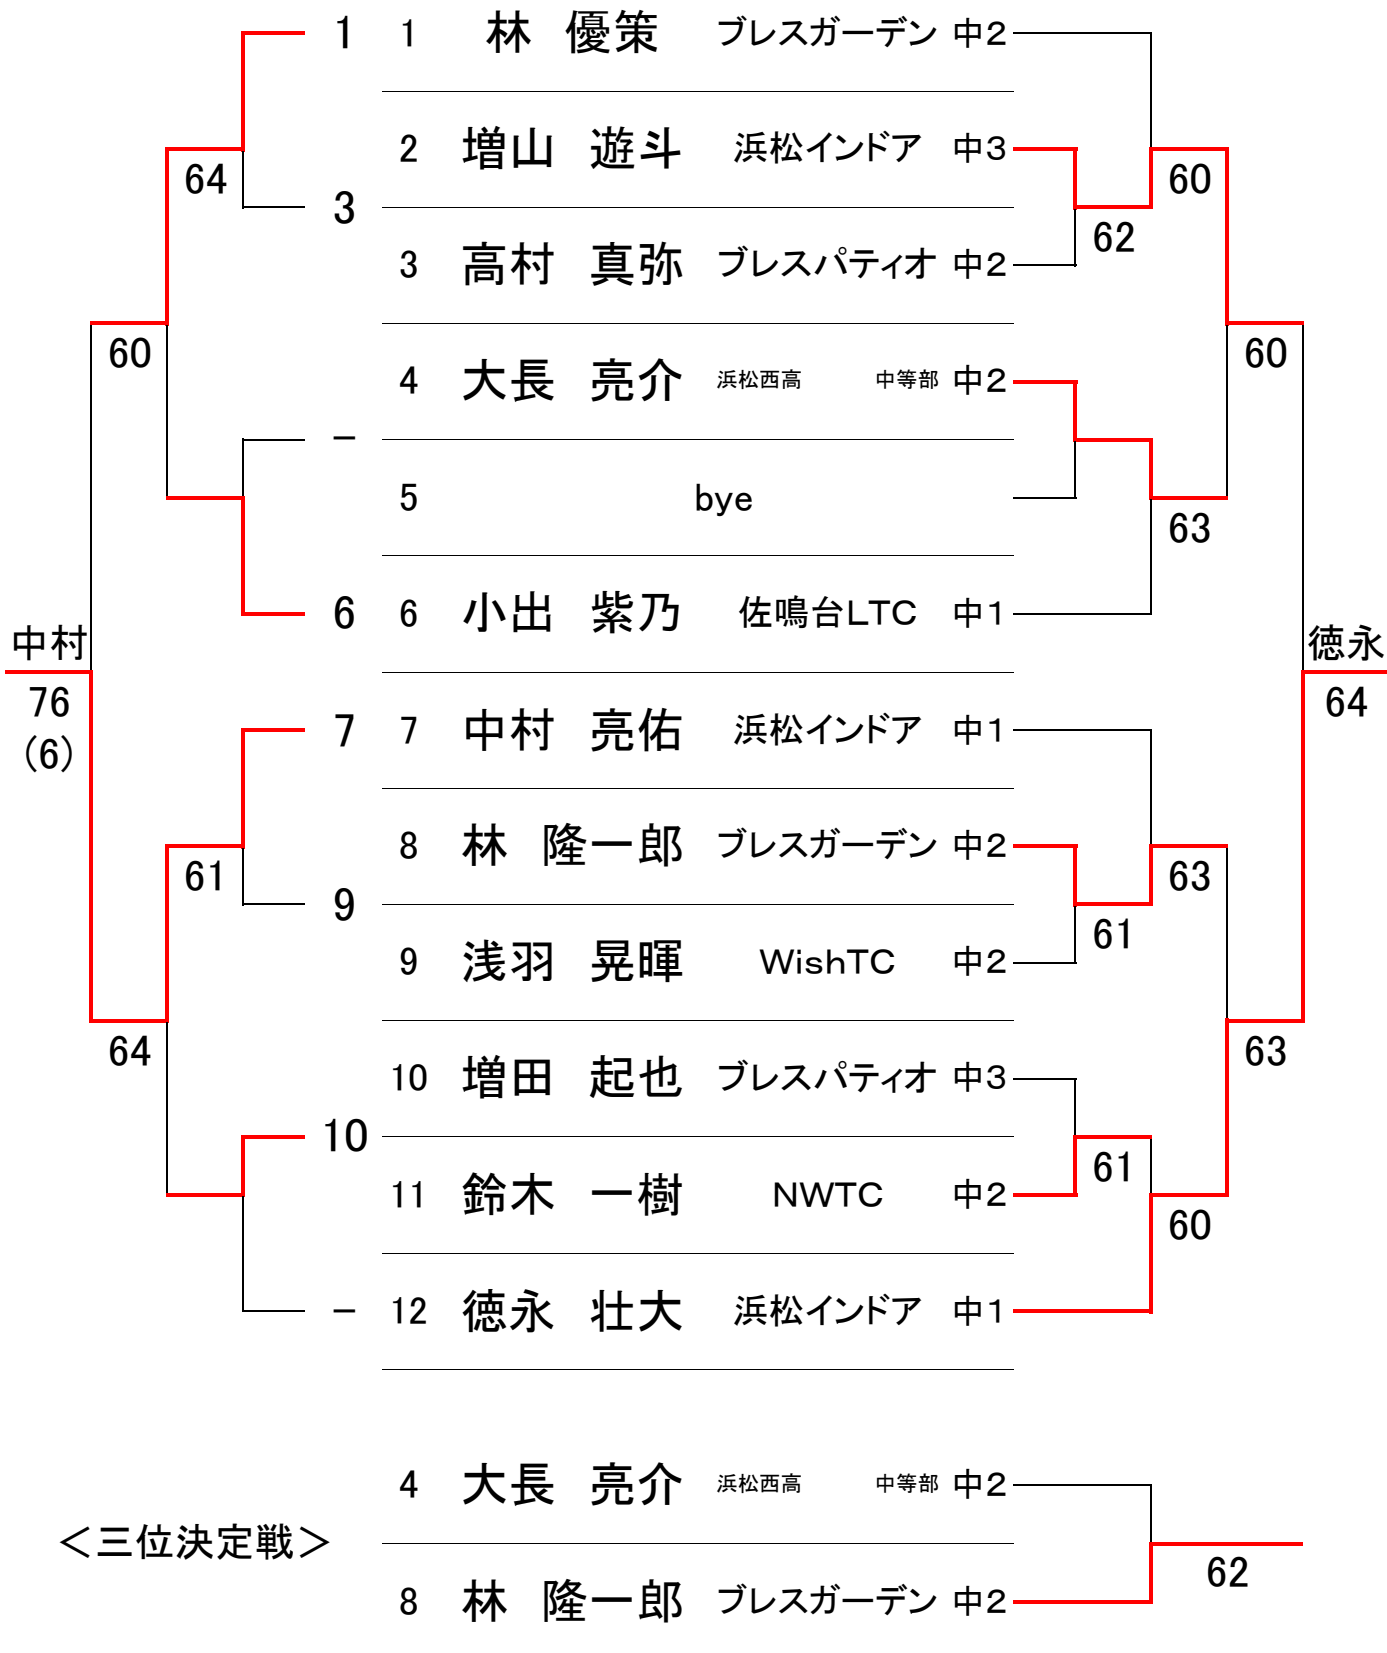 1 1 林 優策 ブレスガーデン 中2
2 増山 遊斗 浜松インドア 中3
64 60
3
62
3 高村 真弥 ブレスパティオ 中2
60 60
4 大長 亮介 浜松西高 中等部 中2
－
5 bye
63
6 6 小出 紫乃 佐鳴台LTC 中1
中村 徳永
76 64
(6)
7 7 中村 亮佑 浜松インドア 中1
8 林 隆一郎 ブレスガーデン 中2
61 63
9
61
9 浅羽 晃暉 WishTC 中2
64 63
10 増田 起也 ブレスパティオ 中3
10
61
11 鈴木 一樹 NWTC 中2
60
－ 12 徳永 壮大 浜松インドア 中1
4 大長 亮介 浜松西高 中等部 中2
＜三位決定戦＞
62
8 林 隆一郎 ブレスガーデン 中2